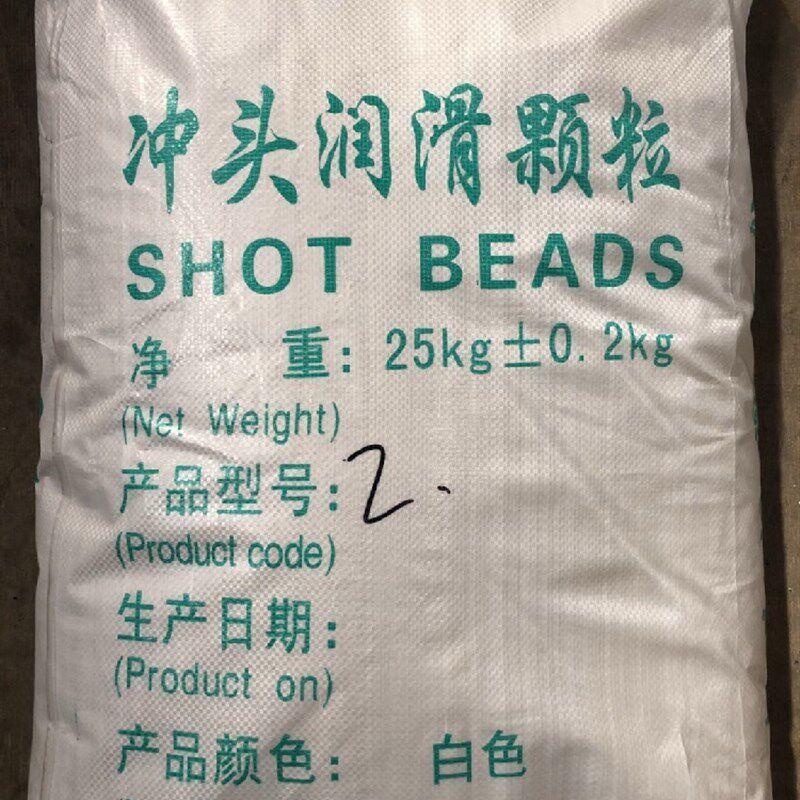 冲头润滑颗粒
SHOT BEADS
净 重: 25kg±0.2kg
(Net Weight)
产品型号: 2.
(Product code)
生产日期:
(Product on)
产品颜色: 白色